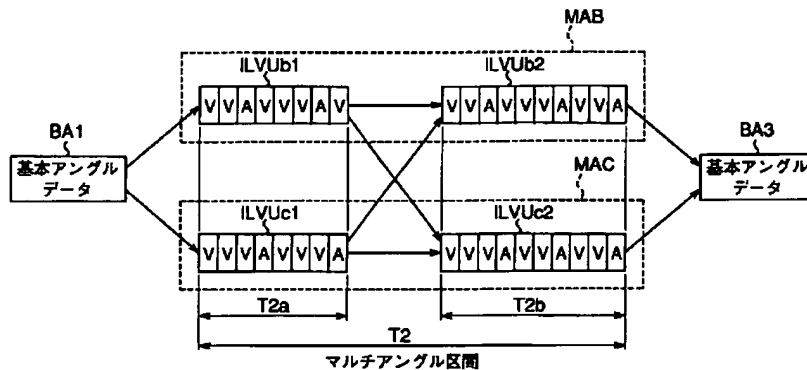 MAB
ILVUb1
ILVUb2
V V A V V V A V
V V A V V V A V V A
BA1
基本アングル
データ
BA3
基本アングル
データ
MAC
ILVUc1
ILVUc2
V V V A V V V A
V V V A V V A V V A
T2a
T2b
T2
マルチアングル区間